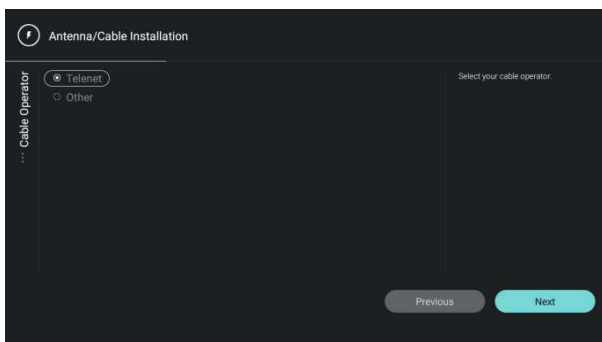 Antenna/Cable Installation
Cable Operator
Telenet
Other
Select your cable operator.
Previous
Next